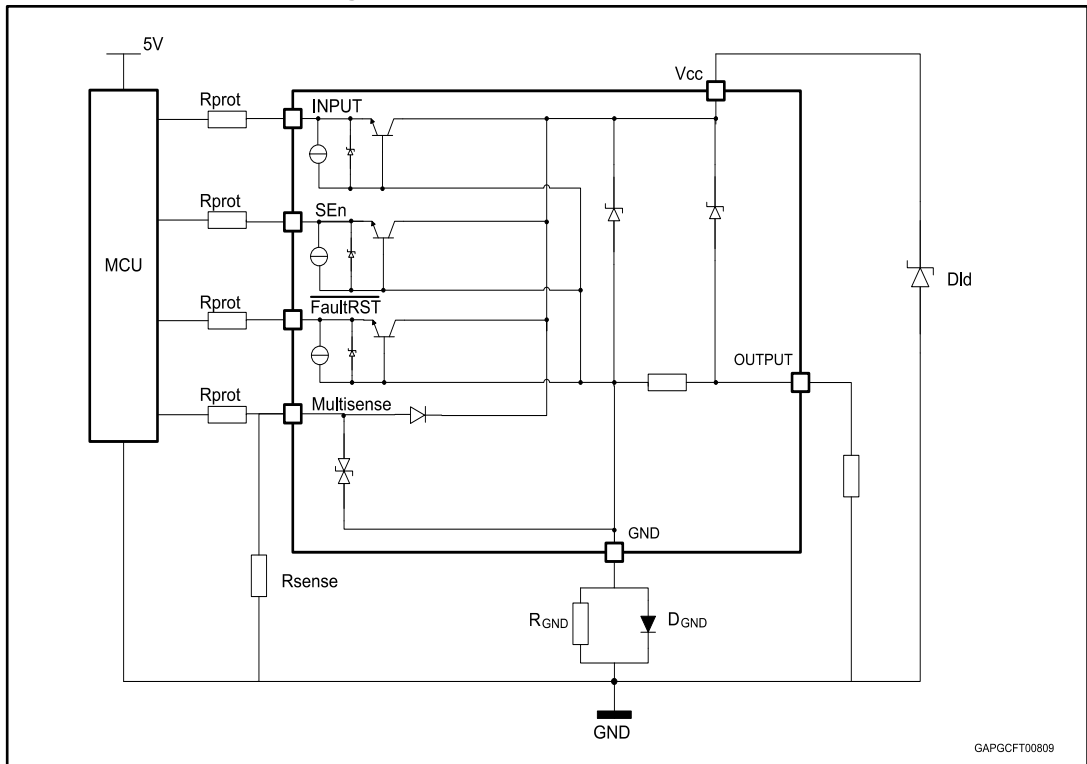 5V
Vcc
Rprot
INPUT
Rprot
SEn
MCU
Dld
Rprot
FaultRST
OUTPUT
Rprot
Multisense
GND
Rsense
RGND
DGND
GND
GAPGCFT00809